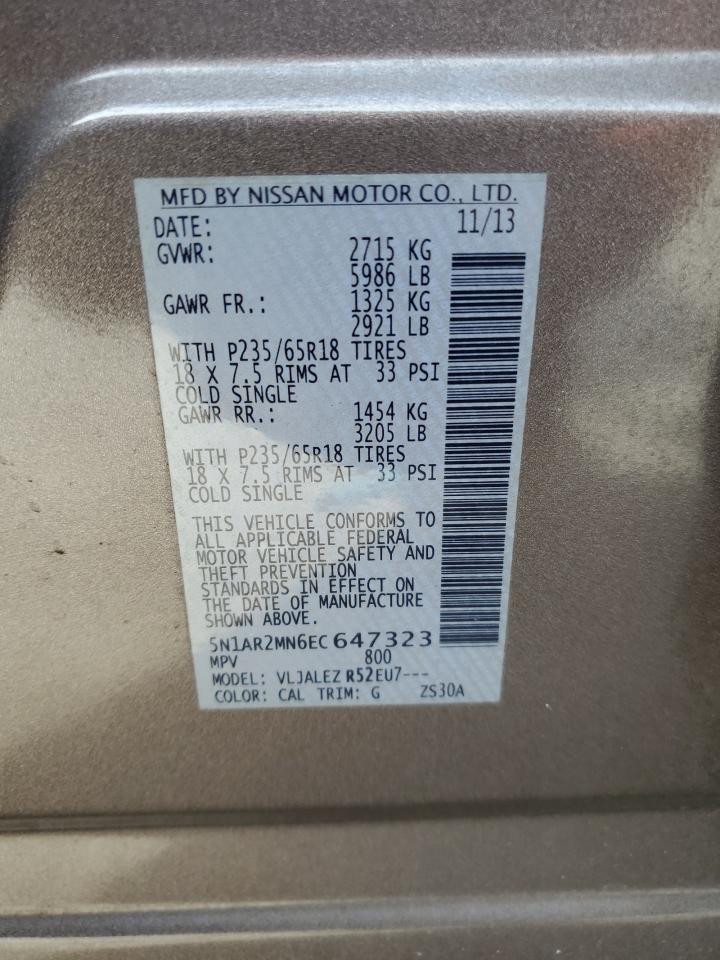 MFD BY NISSAN MOTOR CO., LTD.
DATE: 11/13
GVWR: 2715 KG
5986 LB
GAWR FR.: 1325 KG
2921 LB
WITH P235/65R18 TIRES
18 X 7.5 RIMS AT 33 PSI
COLD SINGLE
GAWR RR.: 1454 KG
3205 LB
WITH P235/65R18 TIRES
18 X 7.5 RIMS AT 33 PSI
COLD SINGLE
THIS VEHICLE CONFORMS TO
ALL APPLICABLE FEDERAL
MOTOR VEHICLE SAFETY AND
THEFT PREVENTION
STANDARDS IN EFFECT ON
THE DATE OF MANUFACTURE
SHOWN ABOVE.
5N1AR2MN6EC 647323
MPV 800
MODEL: VLJALEZ R52EU7---
COLOR: CAL TRIM: G ZS30A